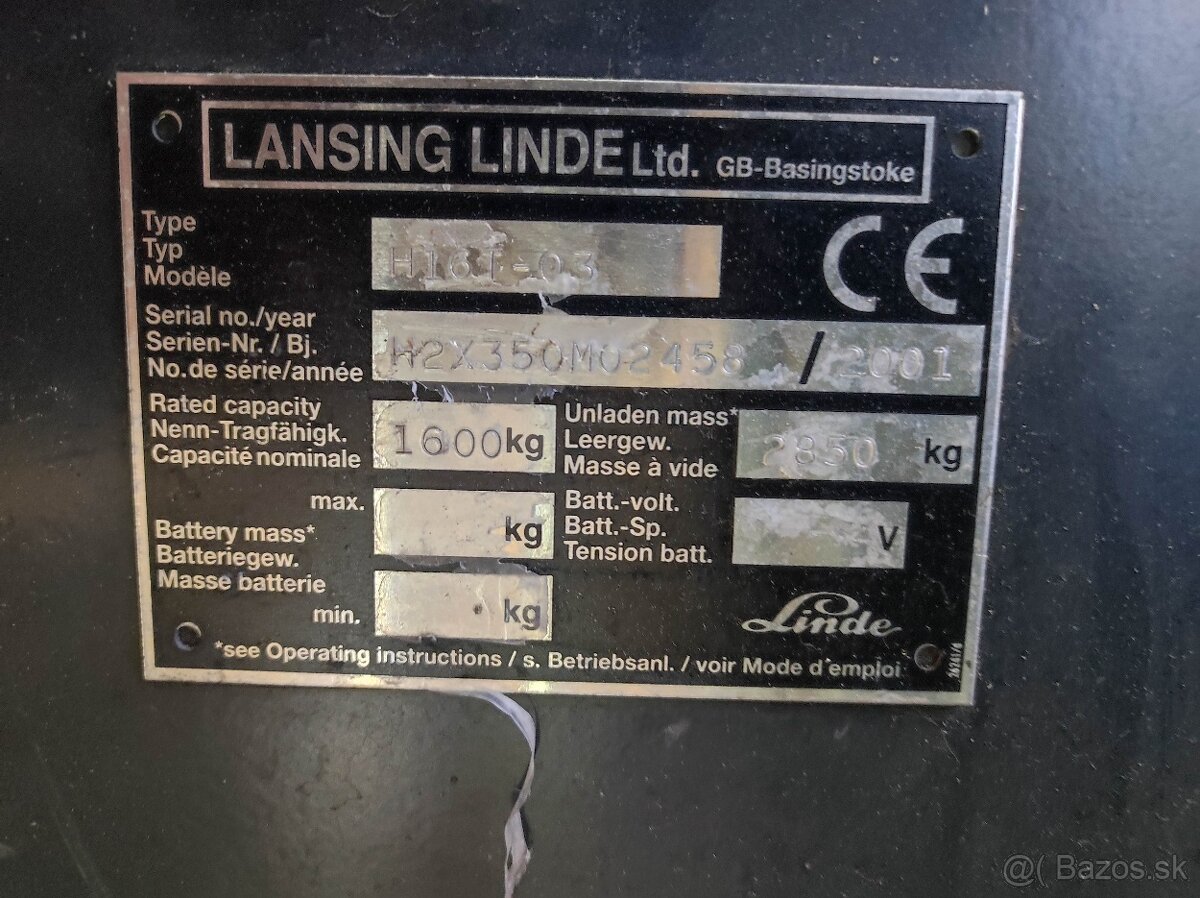 LANSING LINDE Ltd. GB-Basingstoke
Type
Typ
Modèle
H16T-03
CE
Serial no./year
Serien-Nr. / Bj.
No.de série/année
H2X350M02458 / 2001
Rated capacity
Nenn-Tragfähigk.
Capacité nominale
1600 kg
Unladen mass*
Leergew.
Masse à vide
2850 kg
max.
kg
Battery mass*
Batteriegew.
Masse batterie
min.
kg
Batt.-volt.
Batt.-Sp.
Tension batt.
V
Linde
*see Operating instructions / s. Betriebsanl. / voir Mode d'emploi
@( Bazos.sk